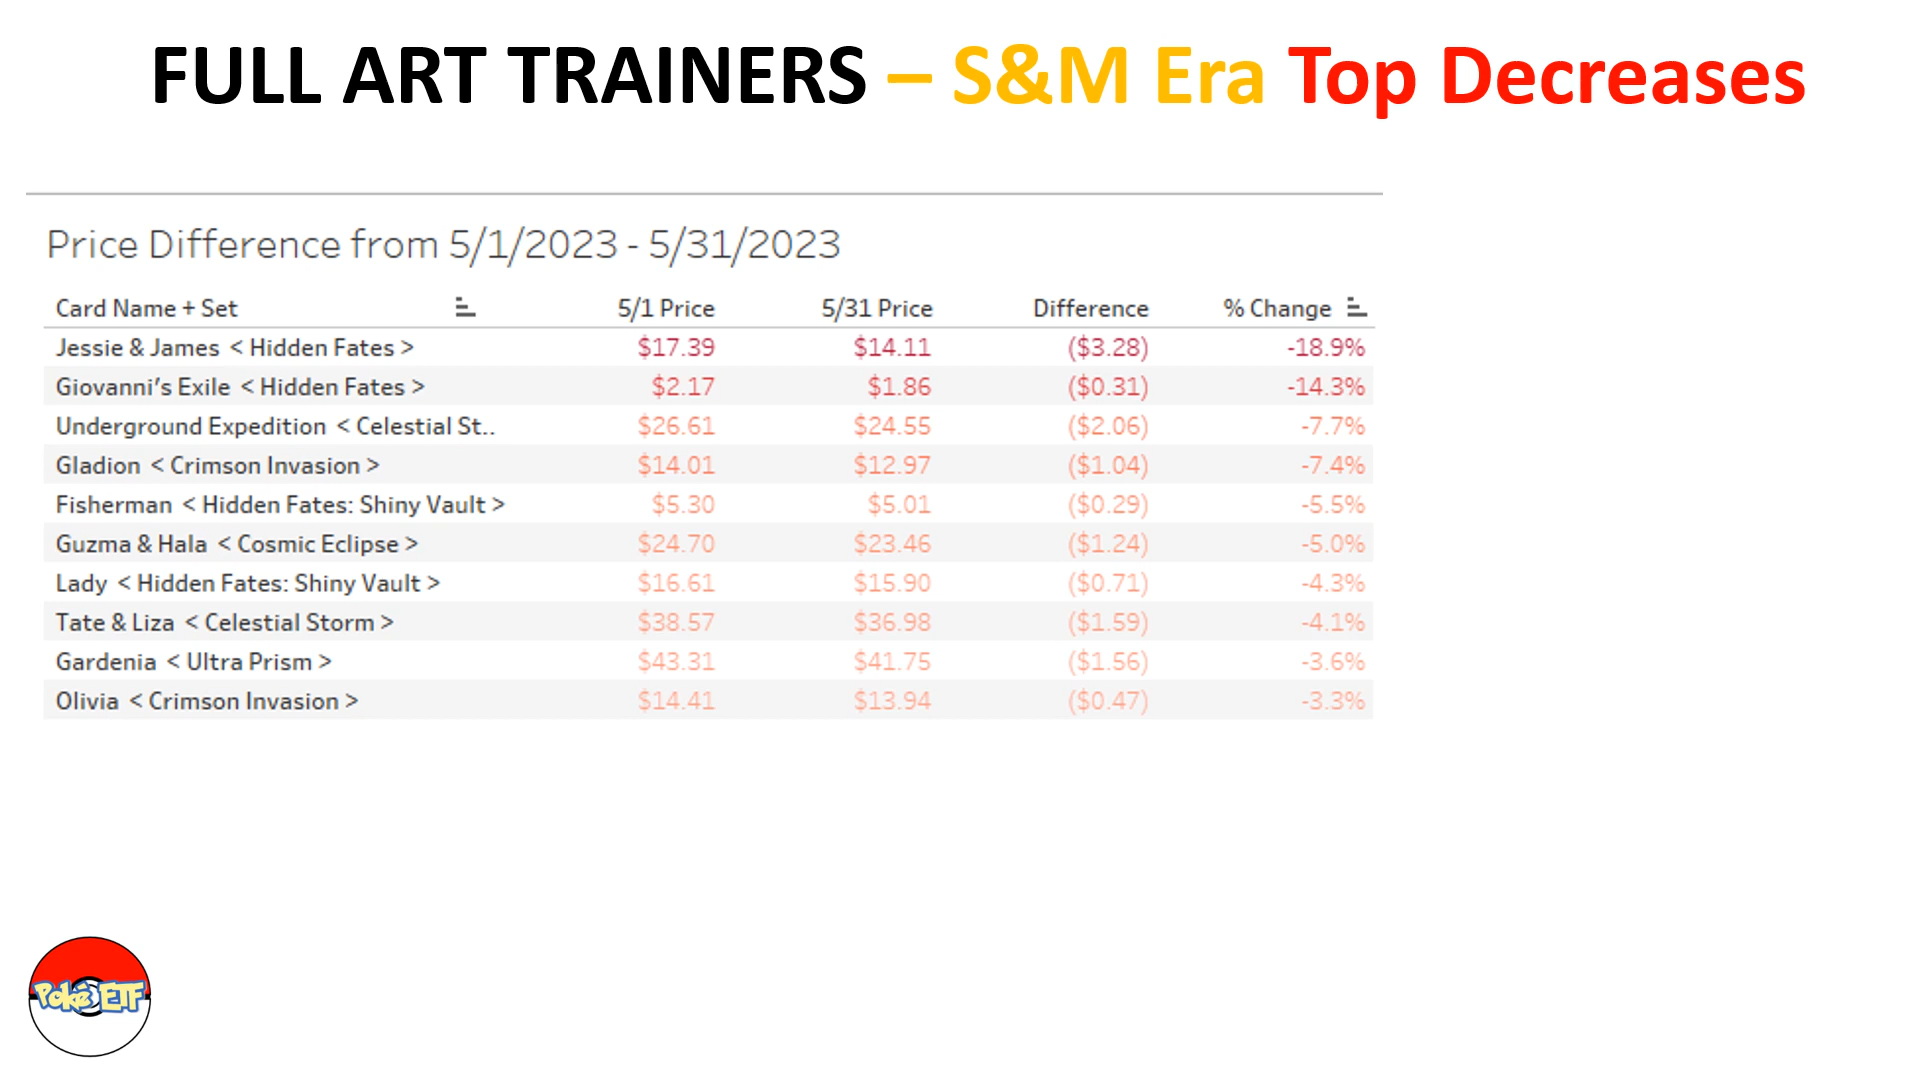 FULL ART TRAINERS – S&M Era Top Decreases
Price Difference from 5/1/2023 - 5/31/2023
Card Name + Set 5/1 Price 5/31 Price Difference % Change
Jessie & James < Hidden Fates > $17.39 $14.11 ($3.28) -18.9%
Giovanni’s Exile < Hidden Fates > $2.17 $1.86 ($0.31) -14.3%
Underground Expedition < Celestial St.. $26.61 $24.55 ($2.06) -7.7%
Gladion < Crimson Invasion > $14.01 $12.97 ($1.04) -7.4%
Fisherman < Hidden Fates: Shiny Vault > $5.30 $5.01 ($0.29) -5.5%
Guzma & Hala < Cosmic Eclipse > $24.70 $23.46 ($1.24) -5.0%
Lady < Hidden Fates: Shiny Vault > $16.61 $15.90 ($0.71) -4.3%
Tate & Liza < Celestial Storm > $38.57 $36.98 ($1.59) -4.1%
Gardenia < Ultra Prism > $43.31 $41.75 ($1.56) -3.6%
Olivia < Crimson Invasion > $14.41 $13.94 ($0.47) -3.3%
Poké ETF